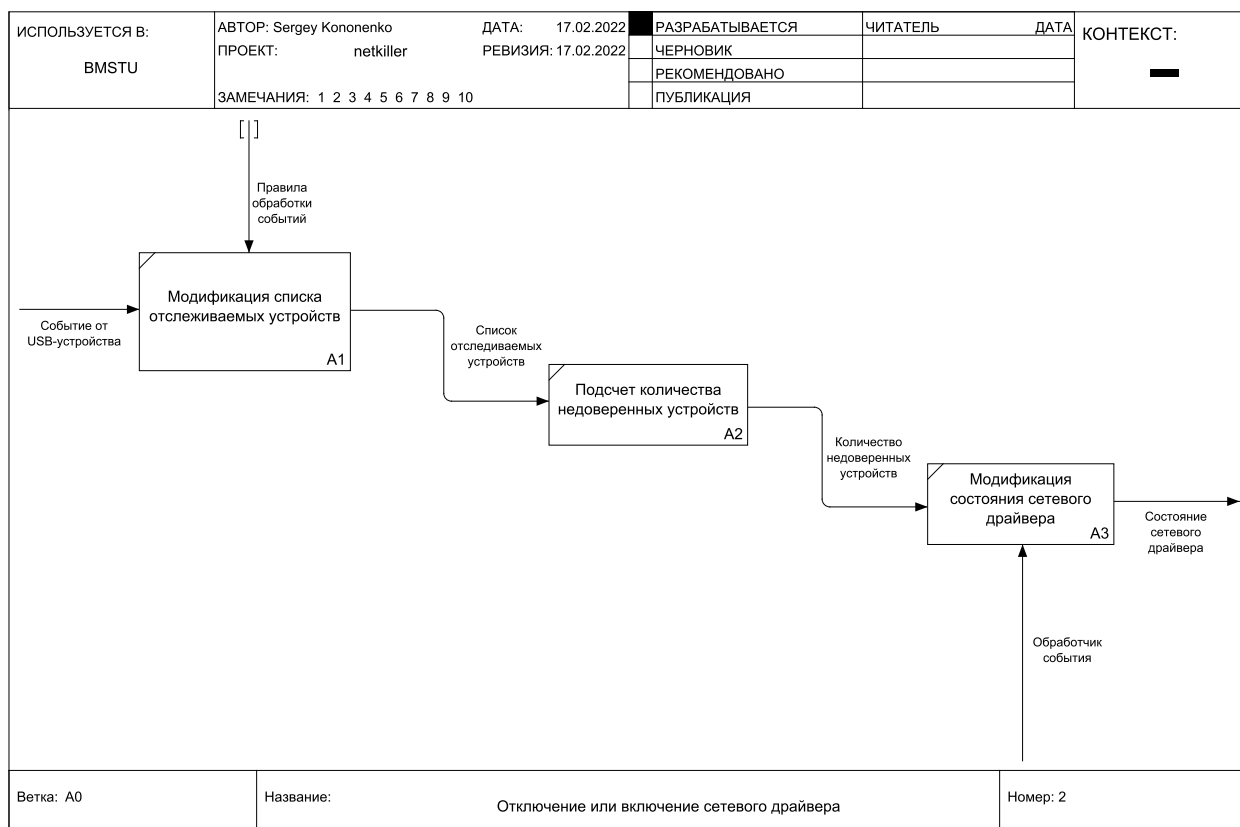 ИСПОЛЬЗУЕТСЯ В:
BMSTU
АВТОР: Sergey Kononenko
ДАТА: 17.02.2022
ПРОЕКТ: netkiller
РЕВИЗИЯ: 17.02.2022
ЗАМЕЧАНИЯ: 1 2 3 4 5 6 7 8 9 10
РАЗРАБАТЫВАЕТСЯ
ЧЕРНОВИК
РЕКОМЕНДОВАНО
ПУБЛИКАЦИЯ
ЧИТАТЕЛЬ
ДАТА
КОНТЕКСТ:
[ ]
Правила
обработки
событий
Модификация списка
отслеживаемых устройств
A1
Событие от
USB-устройства
Список
отследиваемых
устройств
Подсчет количества
недоверенных устройств
A2
Количество
недоверенных
устройств
Модификация
состояния сетевого
драйвера
A3
Состояние
сетевого
драйвера
Обработчик
события
Ветка: A0
Название:
Отключение или включение сетевого драйвера
Номер: 2